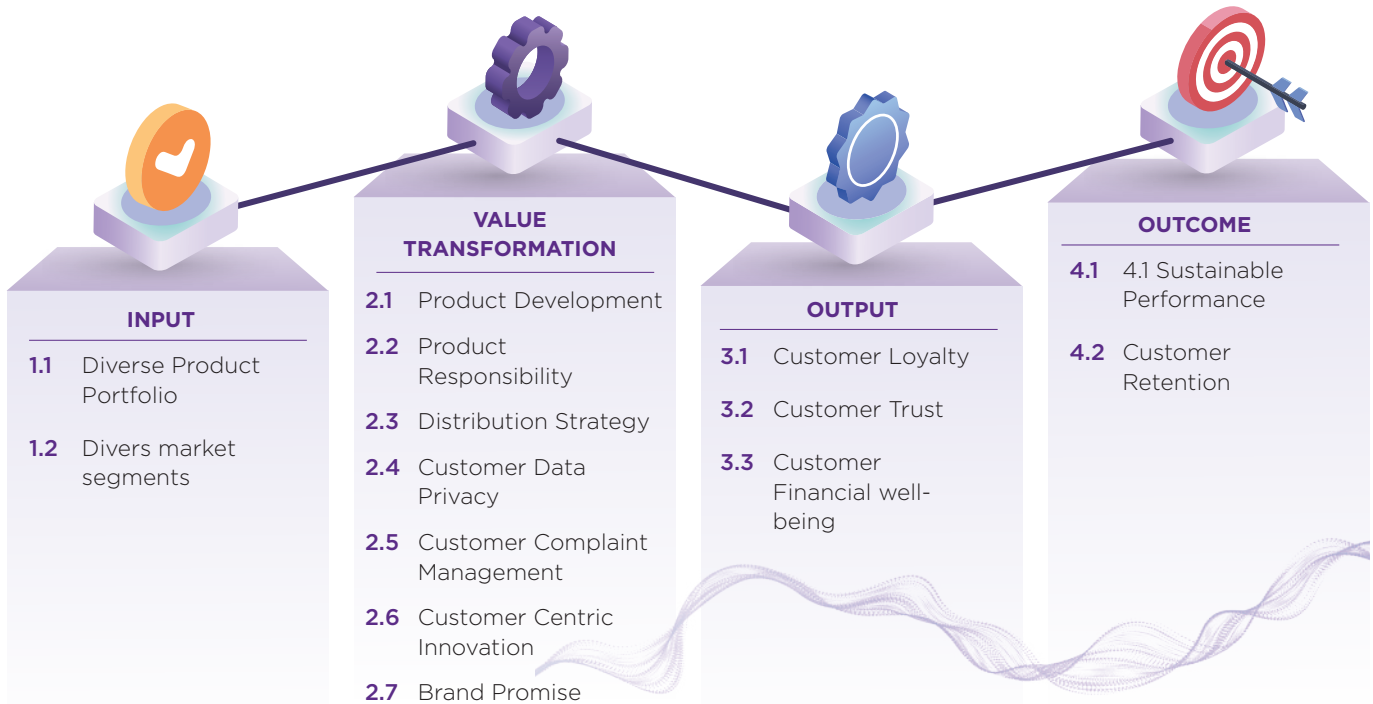 INPUT
1.1 Diverse Product
Portfolio
1.2 Divers market
segments
VALUE
TRANSFORMATION
2.1 Product Development
2.2 Product
Responsibility
2.3 Distribution Strategy
2.4 Customer Data
Privacy
2.5 Customer Complaint
Management
2.6 Customer Centric
Innovation
2.7 Brand Promise
OUTPUT
3.1 Customer Loyalty
3.2 Customer Trust
3.3 Customer
Financial well-
being
OUTCOME
4.1 4.1 Sustainable
Performance
4.2 Customer
Retention